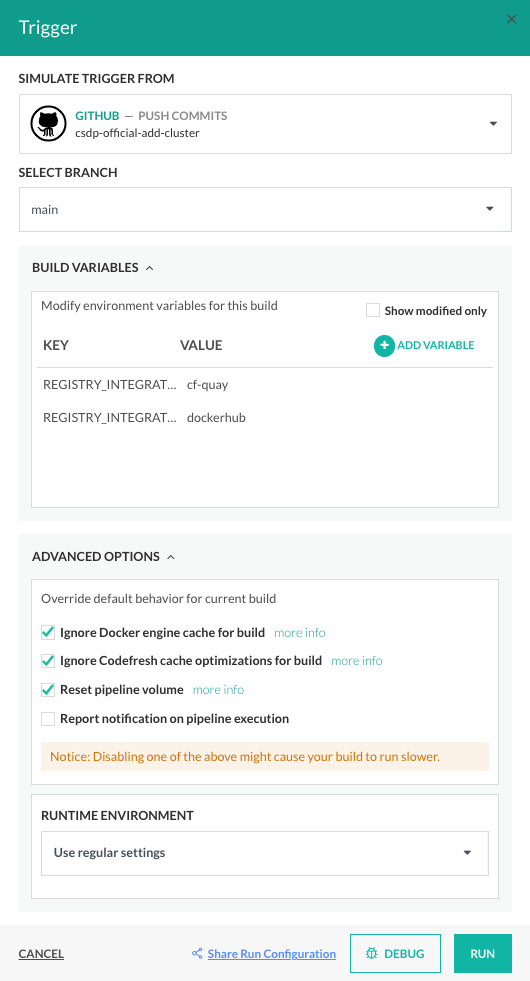 Trigger
SIMULATE TRIGGER FROM
GITHUB — PUSH COMMITS
csdp-official-add-cluster
SELECT BRANCH
main
BUILD VARIABLES
Modify environment variables for this build
Show modified only
KEY VALUE ADD VARIABLE
REGISTRY_INTEGRAT... cf-quay
REGISTRY_INTEGRAT... dockerhub
ADVANCED OPTIONS
Override default behavior for current build
Ignore Docker engine cache for build more info
Ignore Codefresh cache optimizations for build more info
Reset pipeline volume more info
Report notification on pipeline execution
Notice: Disabling one of the above might cause your build to run slower.
RUNTIME ENVIRONMENT
Use regular settings
CANCEL Share Run Configuration DEBUG RUN